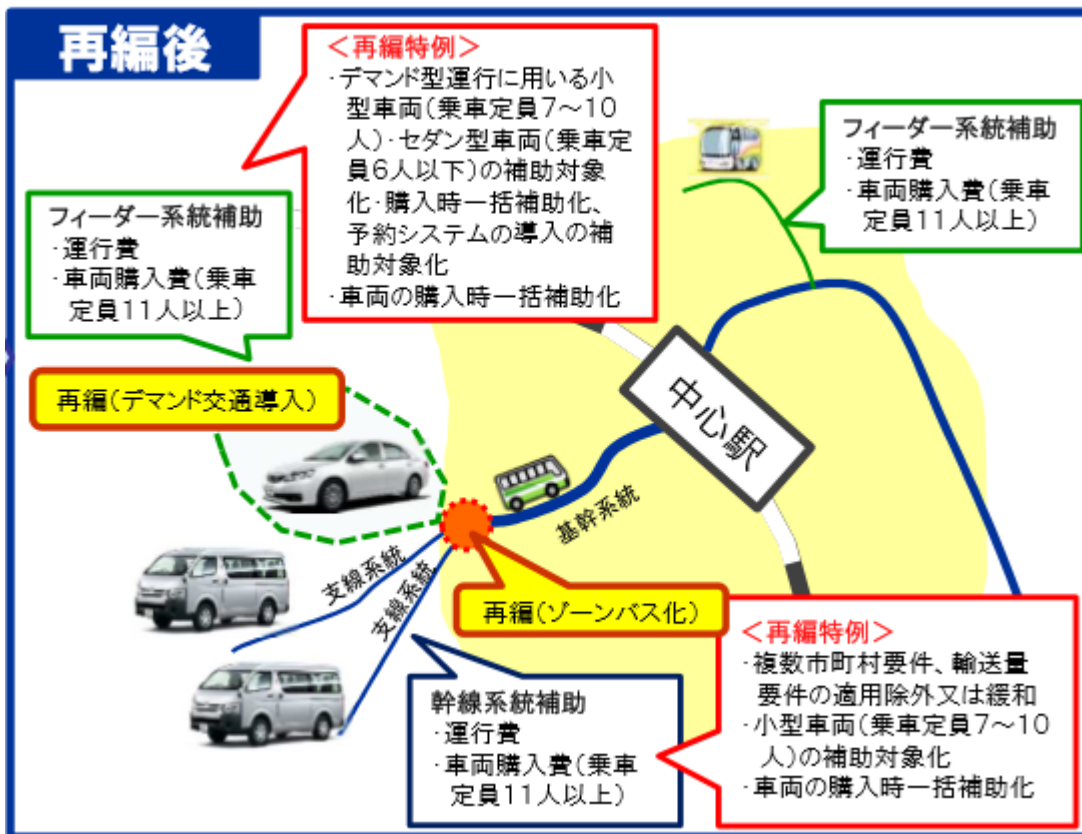 再編後
＜再編特例＞
・デマンド型運行に用いる小
型車両(乗車定員7～10
人)・セダン型車両(乗車定
員6人以下)の補助対象
化・購入時一括補助化、
予約システムの導入の補
助対象化
・車両の購入時一括補助化
フィーダー系統補助
・運行費
・車両購入費(乗車
定員11人以上)
フィーダー系統補助
・運行費
・車両購入費(乗車
定員11人以上)
再編(デマンド交通導入)
中心駅
基幹系統
支線系統
支線系統
再編(ゾーンバス化)
幹線系統補助
・運行費
・車両購入費(乗車
定員11人以上)
＜再編特例＞
・複数市町村要件、輸送量
要件の適用除外又は緩和
・小型車両(乗車定員7～10
人)の補助対象化
・車両の購入時一括補助化